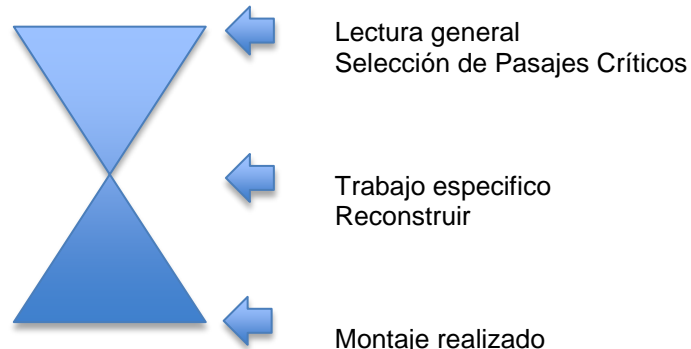 Lectura general
Selección de Pasajes Críticos
Trabajo especifico
Reconstruir
Montaje realizado